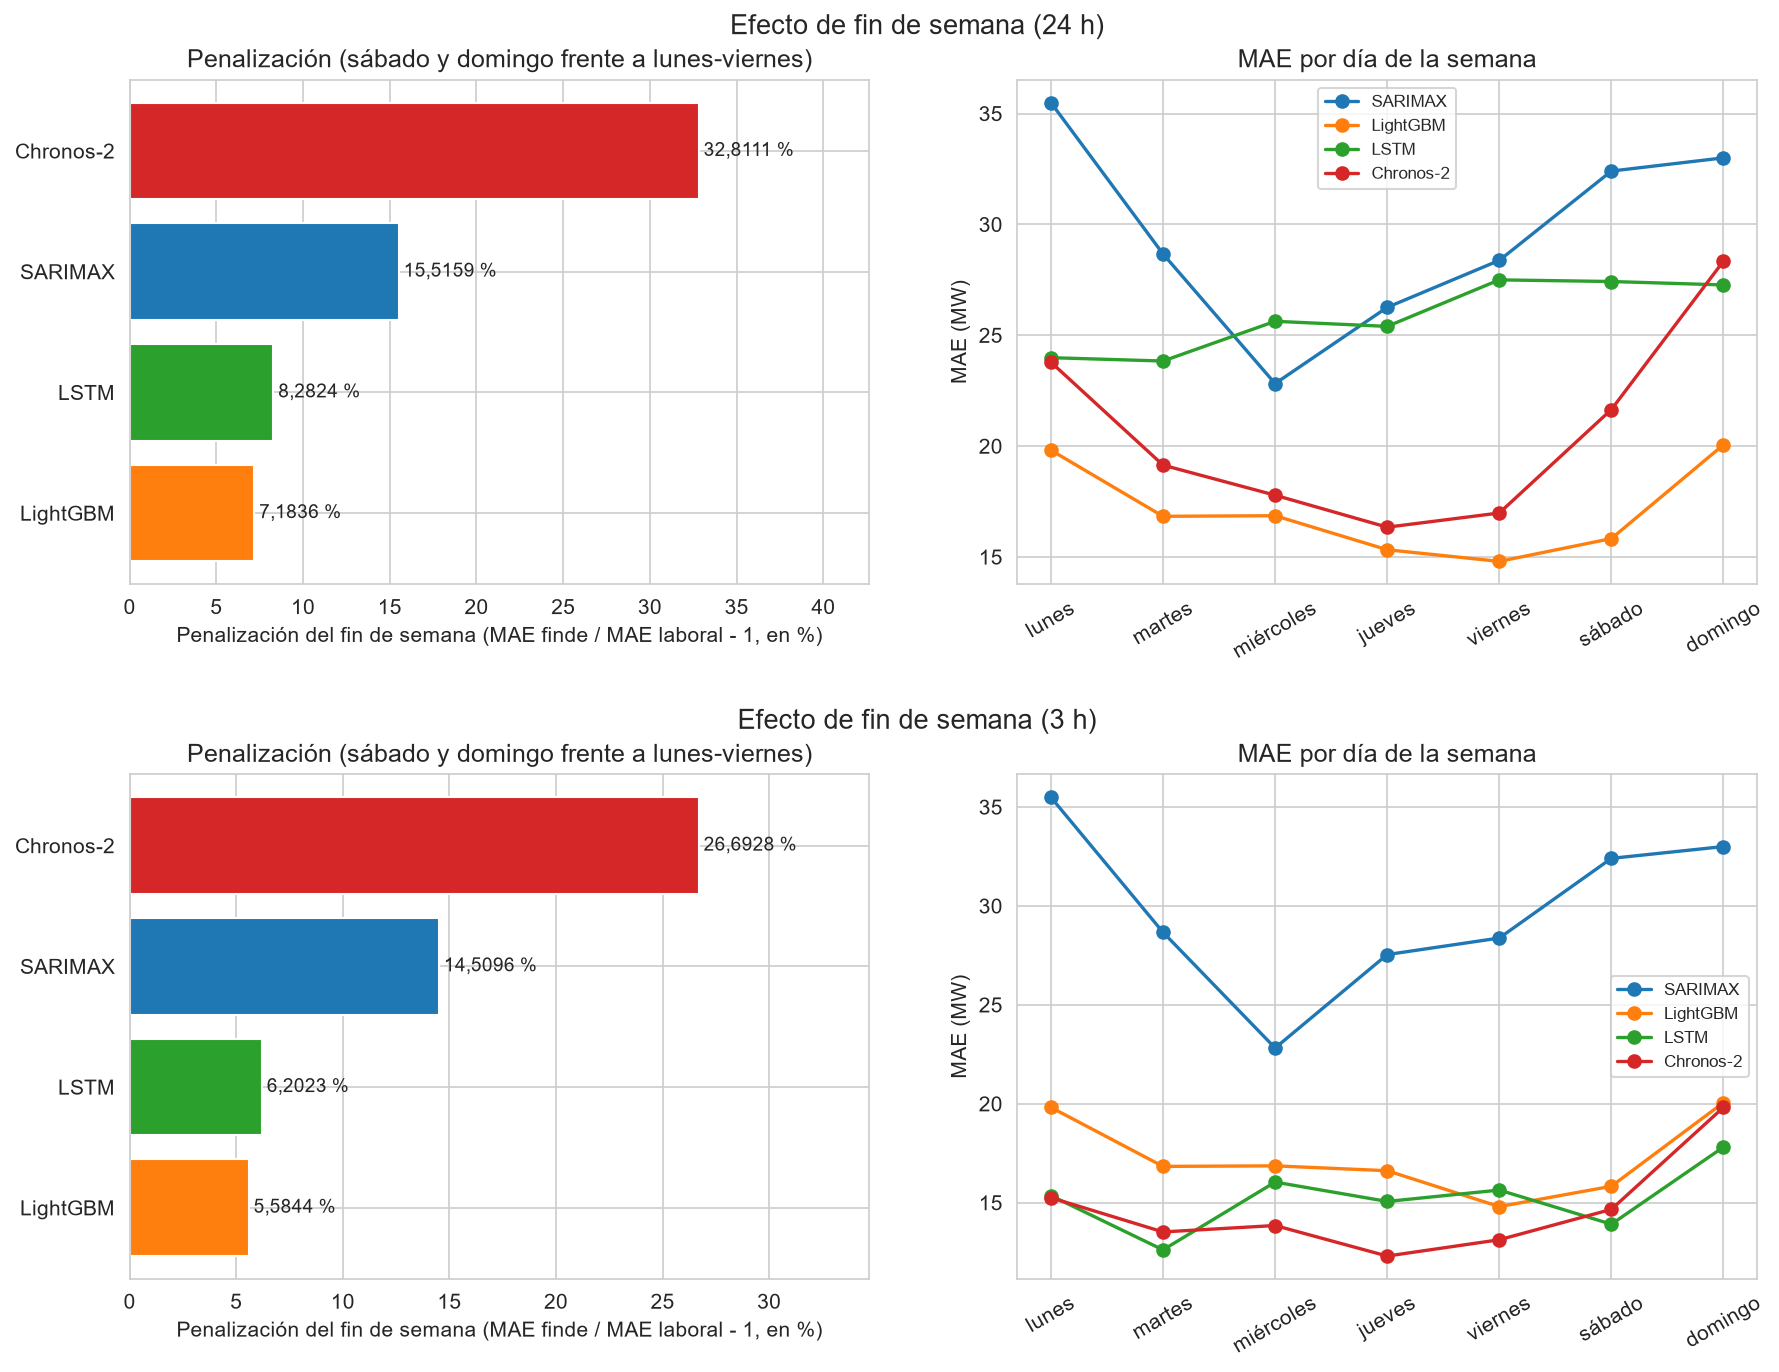 Efecto de fin de semana (24 h)
Penalización (sábado y domingo frente a lunes-viernes)
Chronos-2
32,8111 %
SARIMAX
15,5159 %
LSTM
8,2824 %
LightGBM
7,1836 %
0 5 10 15 20 25 30 35 40
Penalización del fin de semana (MAE finde / MAE laboral - 1, en %)
MAE por día de la semana
SARIMAX
LightGBM
LSTM
Chronos-2
MAE (MW)
35
30
25
20
15
lunes martes miércoles jueves viernes sábado domingo
Efecto de fin de semana (3 h)
Penalización (sábado y domingo frente a lunes-viernes)
Chronos-2
26,6928 %
SARIMAX
14,5096 %
LSTM
6,2023 %
LightGBM
5,5844 %
0 5 10 15 20 25 30
Penalización del fin de semana (MAE finde / MAE laboral - 1, en %)
MAE por día de la semana
SARIMAX
LightGBM
LSTM
Chronos-2
MAE (MW)
35
30
25
20
15
lunes martes miércoles jueves viernes sábado domingo